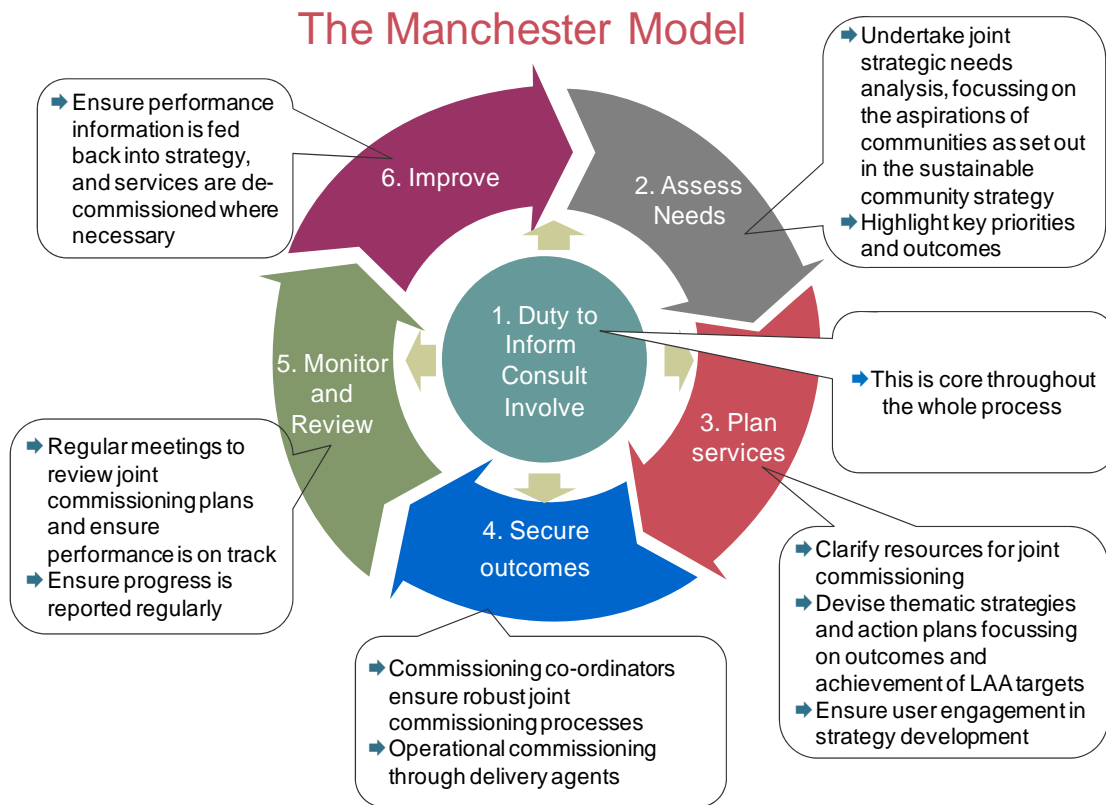 The Manchester Model
Ensure performance
information is fed
back into strategy,
and services are de-
commissioned where
necessary
6. Improve
2. Assess
Needs
Undertake joint
strategic needs
analysis, focussing on
the aspirations of
communities as set out
in the sustainable
community strategy
Highlight key priorities
and outcomes
1. Duty to
Inform
Consult
Involve
This is core throughout
the whole process
5. Monitor
and
Review
3. Plan
services
Regular meetings to
review joint
commissioning plans
and ensure
performance is on track
Ensure progress is
reported regularly
4. Secure
outcomes
Clarify resources for joint
commissioning
Devise thematic strategies
and action plans focussing
on outcomes and
achievement of LAA targets
Ensure user engagement in
strategy development
Commissioning co-ordinators
ensure robust joint
commissioning processes
Operational commissioning
through delivery agents